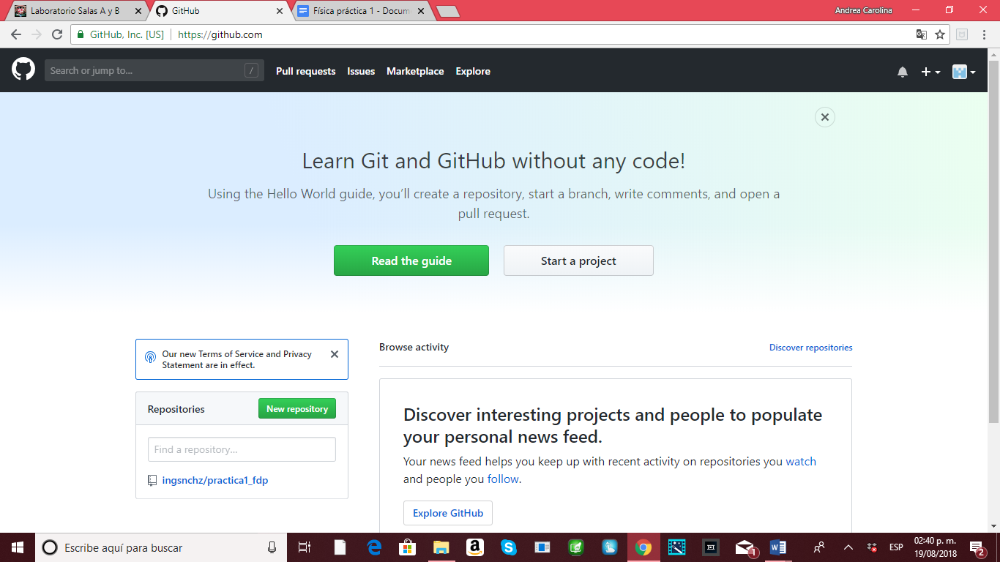 Laboratorio Salas A y B
GitHub
Física práctica 1 - Docum
Andrea Carolina
GitHub, Inc. [US]
https://github.com
Search or jump to...
/
Pull requests
Issues
Marketplace
Explore
Learn Git and GitHub without any code!
Using the Hello World guide, you’ll create a repository, start a branch, write comments, and open a
pull request.
Read the guide
Start a project
Our new Terms of Service and Privacy
Statement are in effect.
Repositories
New repository
Find a repository...
ingsnchz/practica1_fdp
Browse activity
Discover repositories
Discover interesting projects and people to populate
your personal news feed.
Your news feed helps you keep up with recent activity on repositories you watch
and people you follow.
Explore GitHub
Escribe aquí para buscar
1
ESP
02:40 p. m.
19/08/2018
2